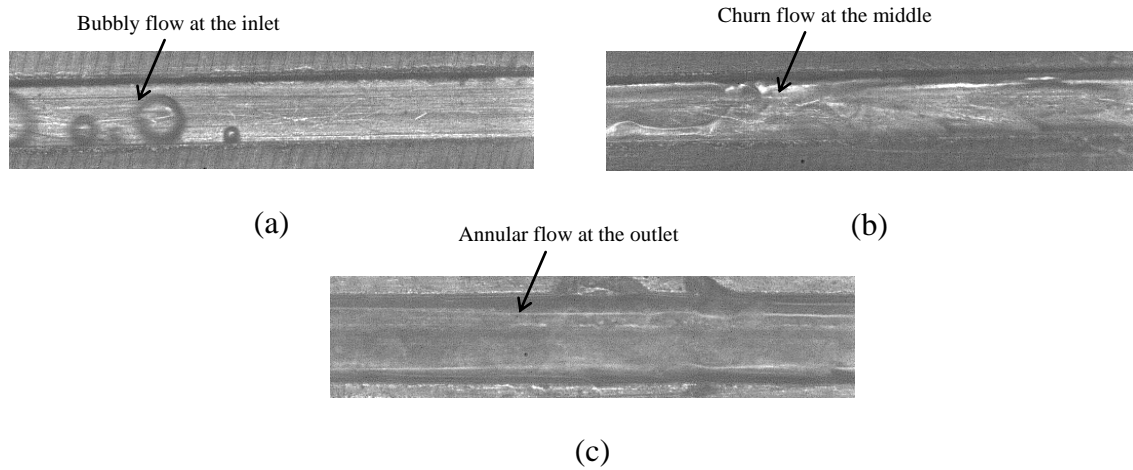 Bubbly flow at the inlet
Churn flow at the middle
(a)
(b)
Annular flow at the outlet
(c)